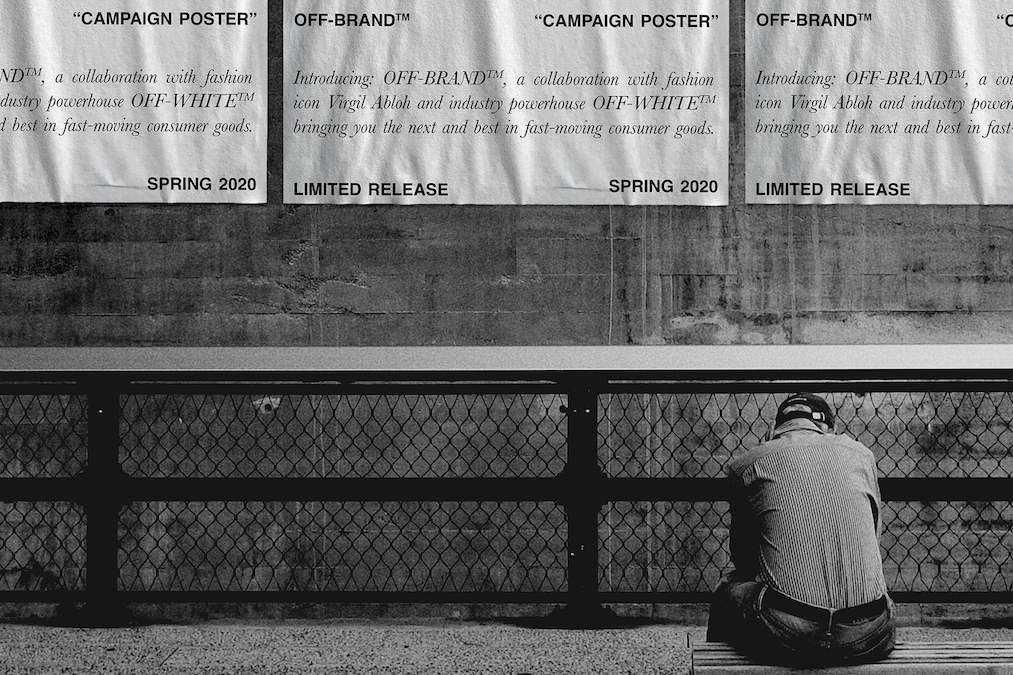 “CAMPAIGN POSTER”
ND™, a collaboration with fashion
dustry powerhouse OFF-WHITE™
d best in fast-moving consumer goods.
SPRING 2020
OFF-BRAND™ “CAMPAIGN POSTER”
Introducing: OFF-BRAND™, a collaboration with fashion
icon Virgil Abloh and industry powerhouse OFF-WHITE™
bringing you the next and best in fast-moving consumer goods.
LIMITED RELEASE SPRING 2020
OFF-BRAND™ “C
Introducing: OFF-BRAND™, a col
icon Virgil Abloh and industry power
bringing you the next and best in fast-
LIMITED RELEASE